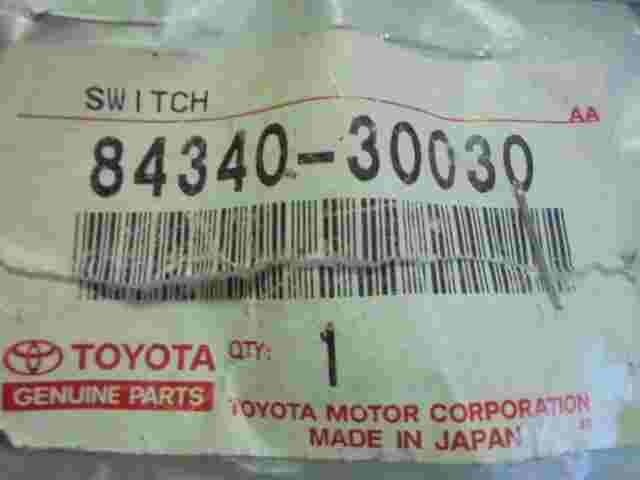 SWITCH
AA
84340-30030
TOYOTA QTY: 1
GENUINE PARTS
TOYOTA MOTOR CORPORATION
MADE IN JAPAN